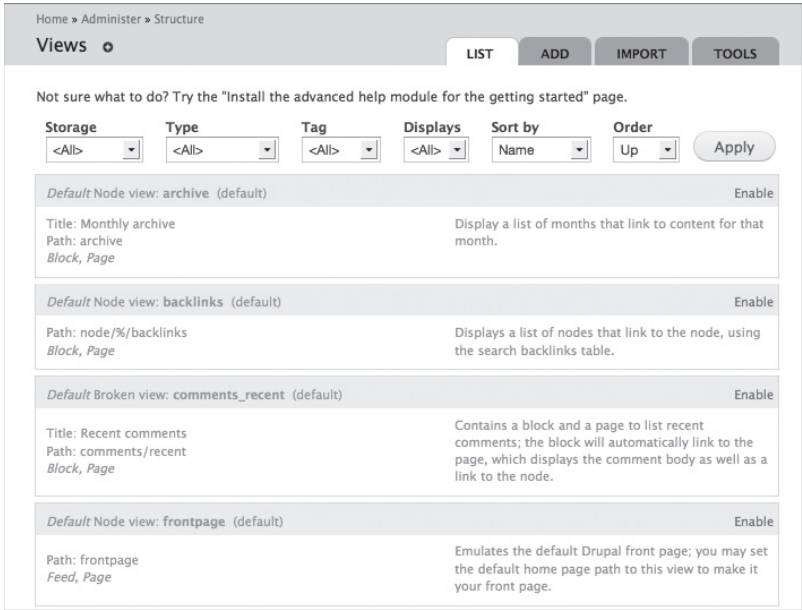 Home » Administer » Structure
Views
LIST ADD IMPORT TOOLS
Not sure what to do? Try the "Install the advanced help module for the getting started" page.
Storage Type Tag Displays Sort by Order
<All> <All> <All> <All> Name Up Apply
Default Node view: archive (default) Enable
Title: Monthly archive
Path: archive
Block, Page
Display a list of months that link to content for that
month.
Default Node view: backlinks (default) Enable
Path: node/%/backlinks
Block, Page
Displays a list of nodes that link to the node, using
the search backlinks table.
Default Broken view: comments_recent (default) Enable
Title: Recent comments
Path: comments/recent
Block, Page
Contains a block and a page to list recent
comments; the block will automatically link to the
page, which displays the comment body as well as a
link to the node.
Default Node view: frontpage (default) Enable
Path: frontpage
Feed, Page
Emulates the default Drupal front page; you may set
the default home page path to this view to make it
your front page.